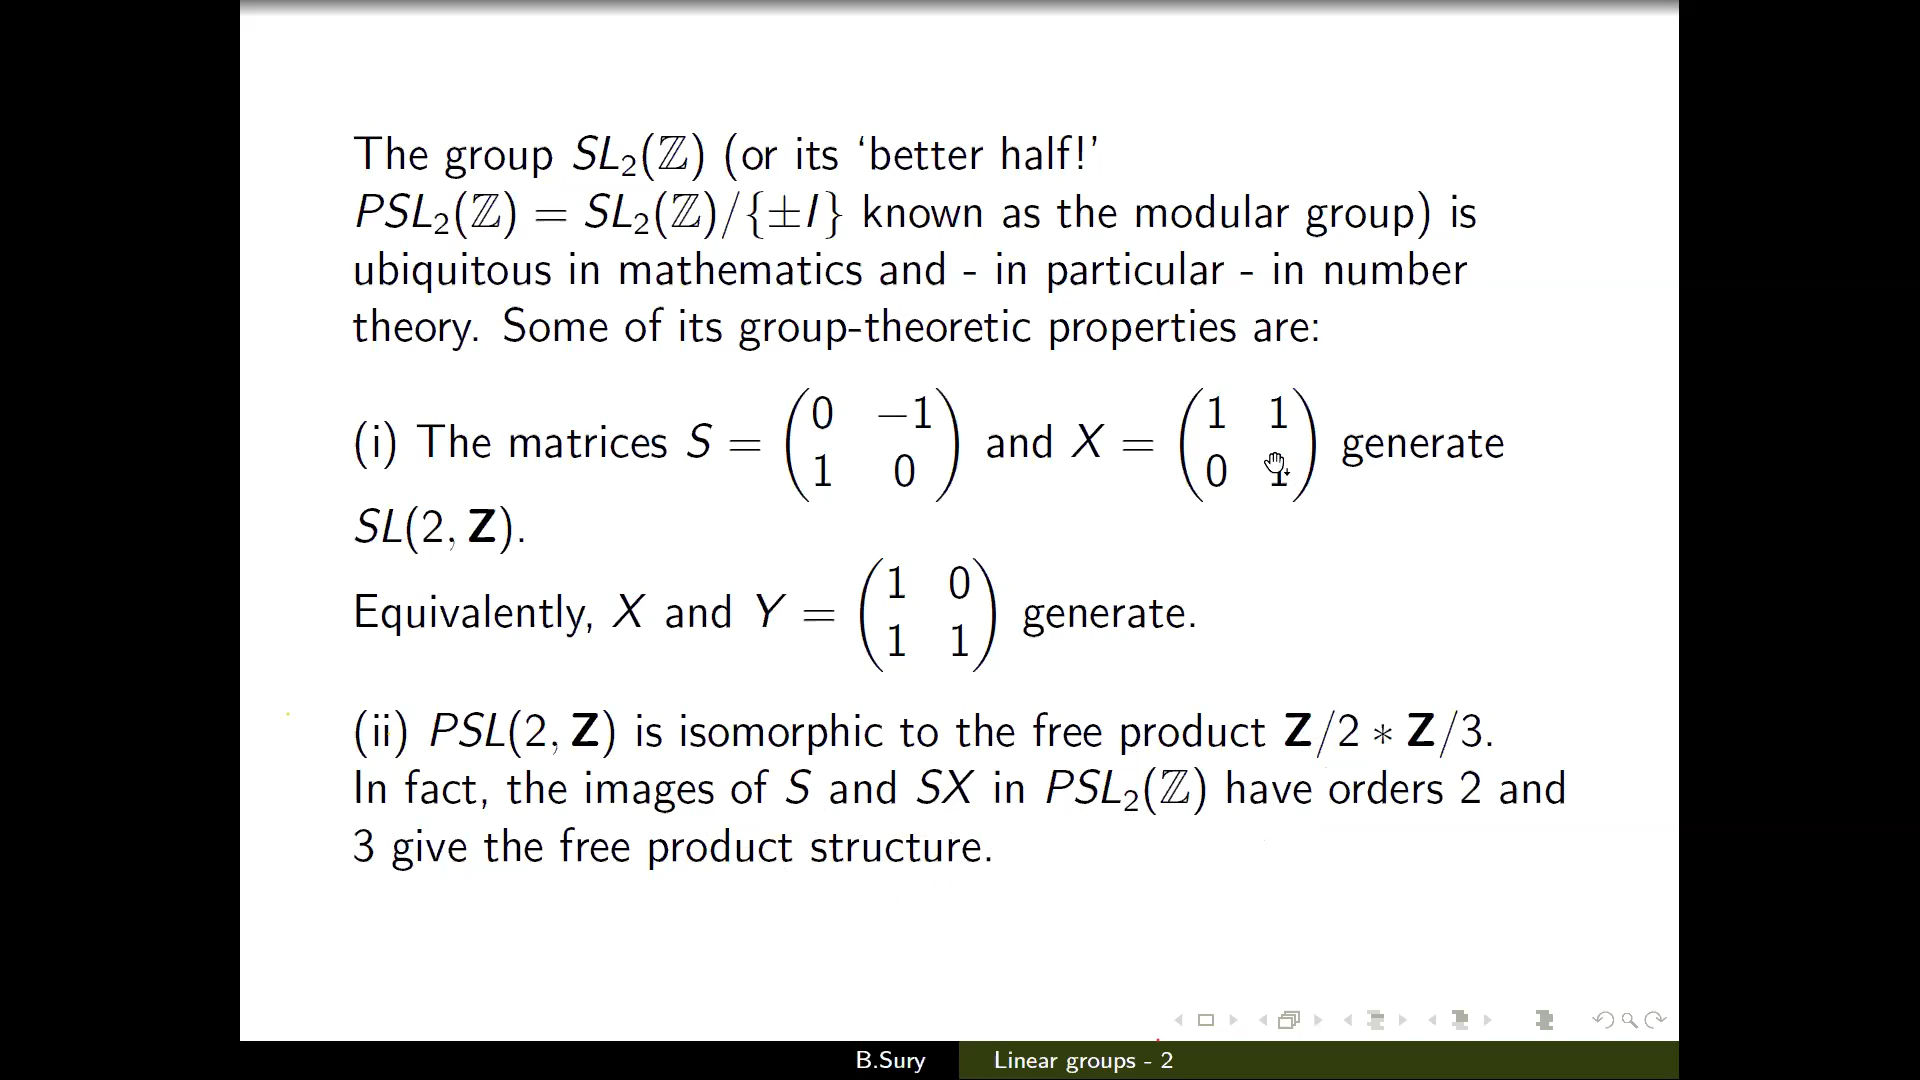 The group SL₂(ℤ) (or its ‘better half!’
PSL₂(ℤ) = SL₂(ℤ)/{±I} known as the modular group) is
ubiquitous in mathematics and - in particular - in number
theory. Some of its group-theoretic properties are:
(i) The matrices S = (0 −1; 1 0) and X = (1 1; 0 1) generate
SL(2, 𝐙).
Equivalently, X and Y = (1 0; 1 1) generate.
(ii) PSL(2, 𝐙) is isomorphic to the free product 𝐙/2 ∗ 𝐙/3.
In fact, the images of S and SX in PSL₂(ℤ) have orders 2 and
3 give the free product structure.
B.Sury Linear groups - 2